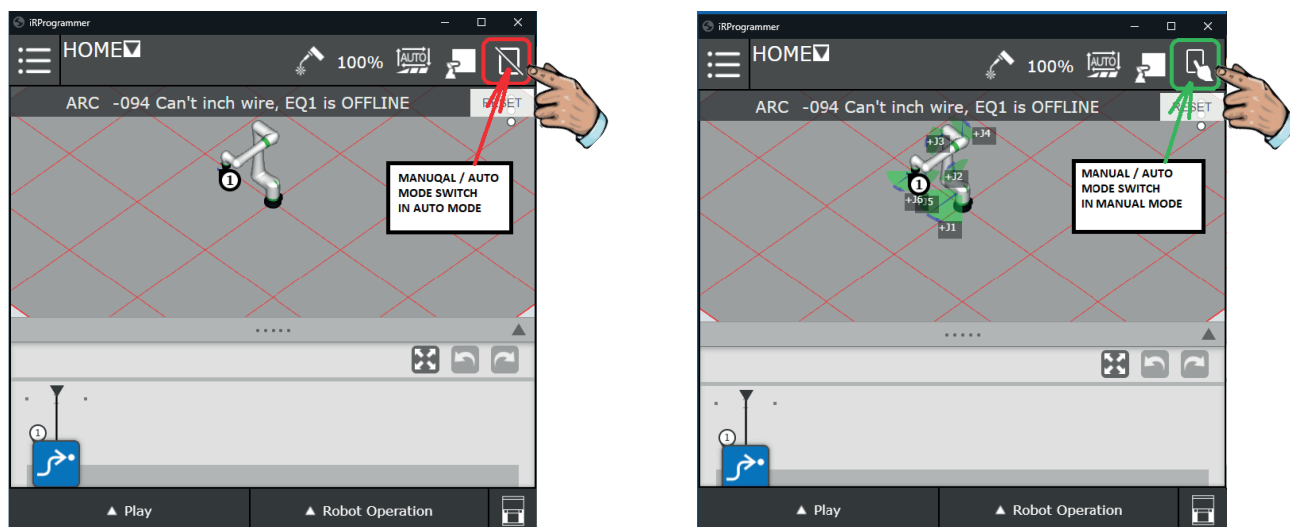 iRProgrammer
HOME
100%
AUTO
ARC -094 Can't inch wire, EQ1 is OFFLINE
RESET
1
MANUQAL / AUTO
MODE SWITCH
IN AUTO MODE
1
Play
Robot Operation
iRProgrammer
HOME
100%
AUTO
ARC -094 Can't inch wire, EQ1 is OFFLINE
RESET
+J3
+J4
+J2
1
+J6
J5
+J1
MANUAL / AUTO
MODE SWITCH
IN MANUAL MODE
1
Play
Robot Operation